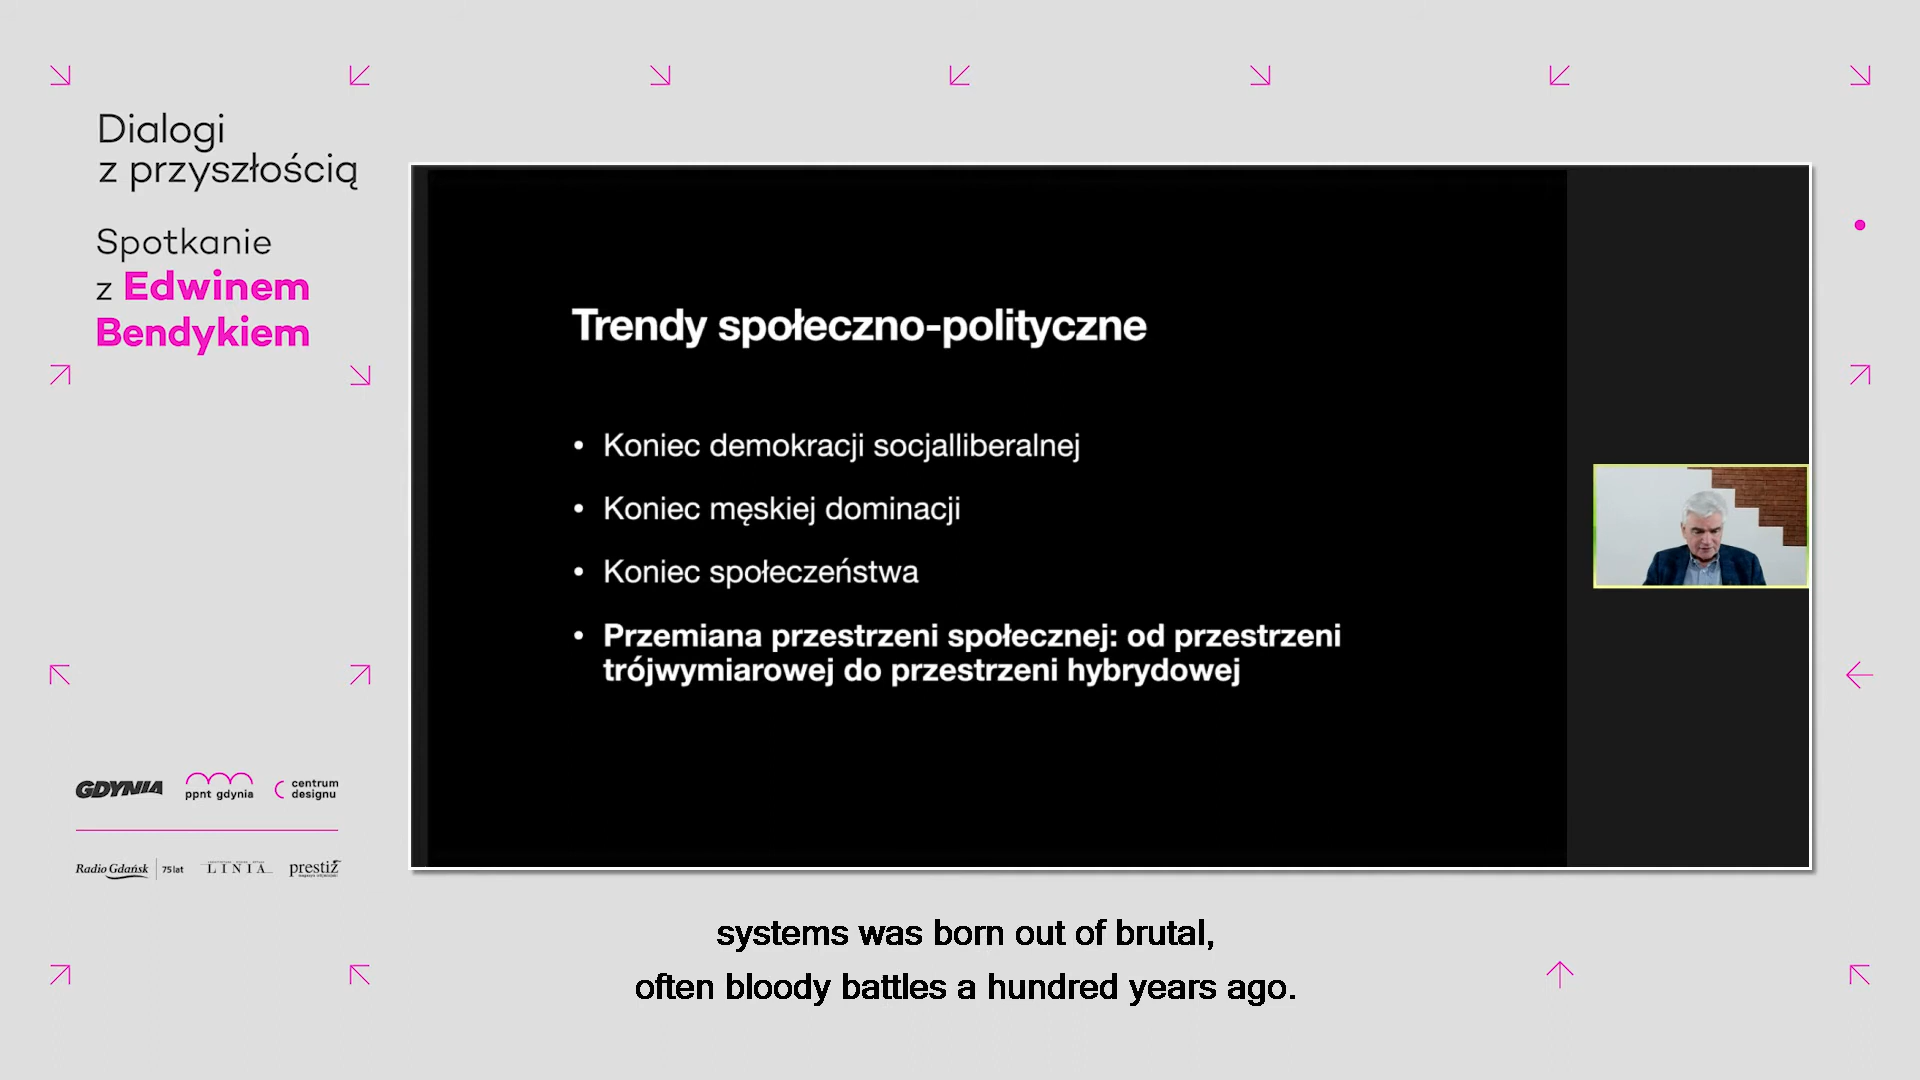 Dialogi
z przyszłością
Spotkanie
z Edwinem
Bendykiem
Trendy społeczno-polityczne
• Koniec demokracji socjalliberalnej
• Koniec męskiej dominacji
• Koniec społeczeństwa
• Przemiana przestrzeni społecznej: od przestrzeni
trójwymiarowej do przestrzeni hybrydowej
GDYNIA
ppnt gdynia
centrum
designu
Radio Gdańsk
75 lat
LINIA
prestiż
systems was born out of brutal,
often bloody battles a hundred years ago.